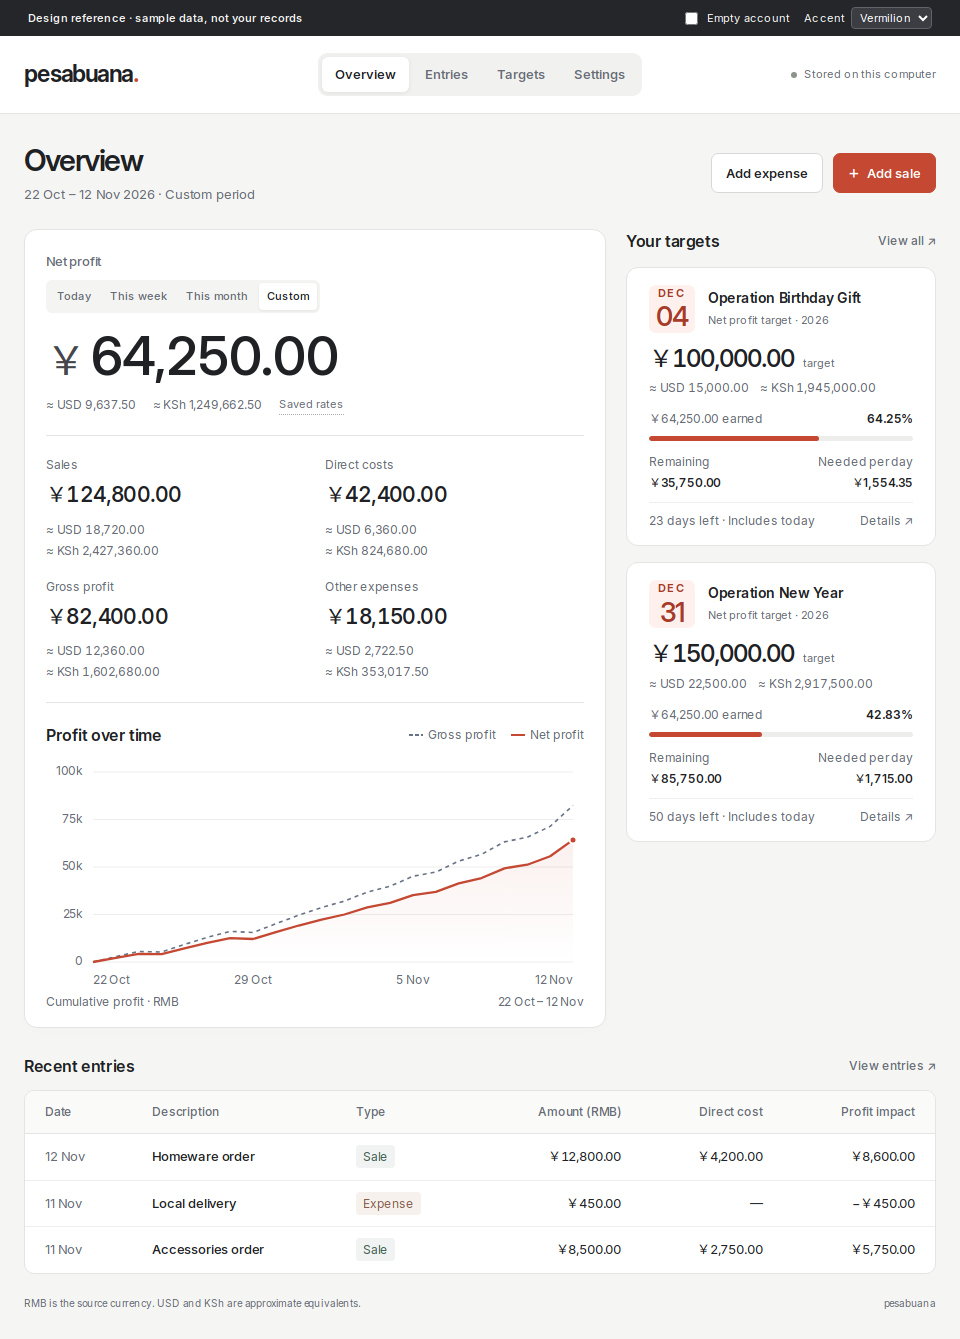 Design reference · sample data, not your records
Empty account
Accent
Vermilion
pesabuana.
Overview
Entries
Targets
Settings
Stored on this computer
Overview
22 Oct – 12 Nov 2026 · Custom period
Add expense
+ Add sale
Net profit
Today
This week
This month
Custom
¥ 64,250.00
≈ USD 9,637.50
≈ KSh 1,249,662.50
Saved rates
Sales
¥124,800.00
≈ USD 18,720.00
≈ KSh 2,427,360.00
Direct costs
¥42,400.00
≈ USD 6,360.00
≈ KSh 824,680.00
Gross profit
¥82,400.00
≈ USD 12,360.00
≈ KSh 1,602,680.00
Other expenses
¥18,150.00
≈ USD 2,722.50
≈ KSh 353,017.50
Profit over time
Gross profit
Net profit
100k
75k
50k
25k
0
22 Oct
29 Oct
5 Nov
12 Nov
Cumulative profit · RMB
22 Oct – 12 Nov
Your targets
View all ↗
DEC
04
Operation Birthday Gift
Net profit target · 2026
¥100,000.00 target
≈ USD 15,000.00
≈ KSh 1,945,000.00
¥64,250.00 earned
64.25%
Remaining
Needed per day
¥35,750.00
¥1,554.35
23 days left · Includes today
Details ↗
DEC
31
Operation New Year
Net profit target · 2026
¥150,000.00 target
≈ USD 22,500.00
≈ KSh 2,917,500.00
¥64,250.00 earned
42.83%
Remaining
Needed per day
¥85,750.00
¥1,715.00
50 days left · Includes today
Details ↗
Recent entries
View entries ↗
Date Description Type Amount (RMB) Direct cost Profit impact
12 Nov Homeware order Sale ¥12,800.00 ¥4,200.00 ¥8,600.00
11 Nov Local delivery Expense ¥450.00 — –¥450.00
11 Nov Accessories order Sale ¥8,500.00 ¥2,750.00 ¥5,750.00
RMB is the source currency. USD and KSh are approximate equivalents.
pesabuana